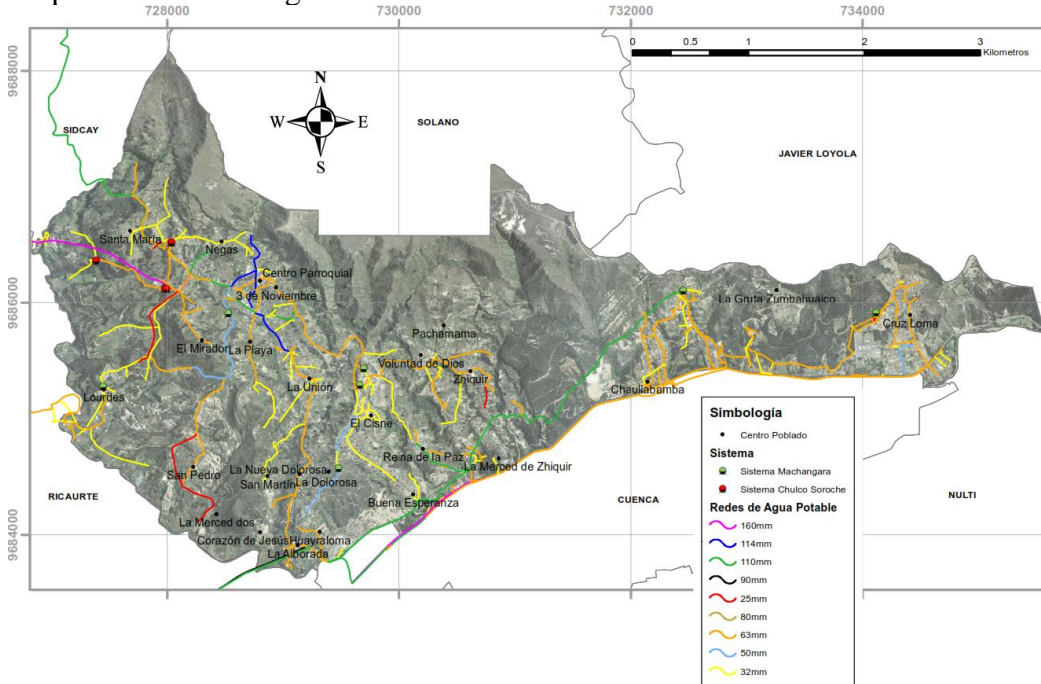 728000
730000
732000
734000
0 0.5 1 2 3
Kilometros
9688000
9686000
9684000
N
W E
S
SIDCAY
SOLANO
JAVIER LOYOLA
Santa María
Negas
Centro Parroquial
3 de Noviembre
La Gruta Zumbahuaico
Cruz Loma
Pachamama
El Mirador
La Playa
Voluntad de Dios
Zhiquir
La Unión
Chaullabamba
Lourdes
El Cisne
Reina de la Paz
La Merced de Zhiquir
San Pedro
La Nueva Dolorosa
San Martín
La Dolorosa
Buena Esperanza
RICAURTE
CUENCA
NULTI
La Merced dos
Corazón de Jesús
Huayraloma
La Alborada
Simbología
Centro Poblado
Sistema
Sistema Machangara
Sistema Chulco Soroche
Redes de Agua Potable
160mm
114mm
110mm
90mm
25mm
80mm
63mm
50mm
32mm